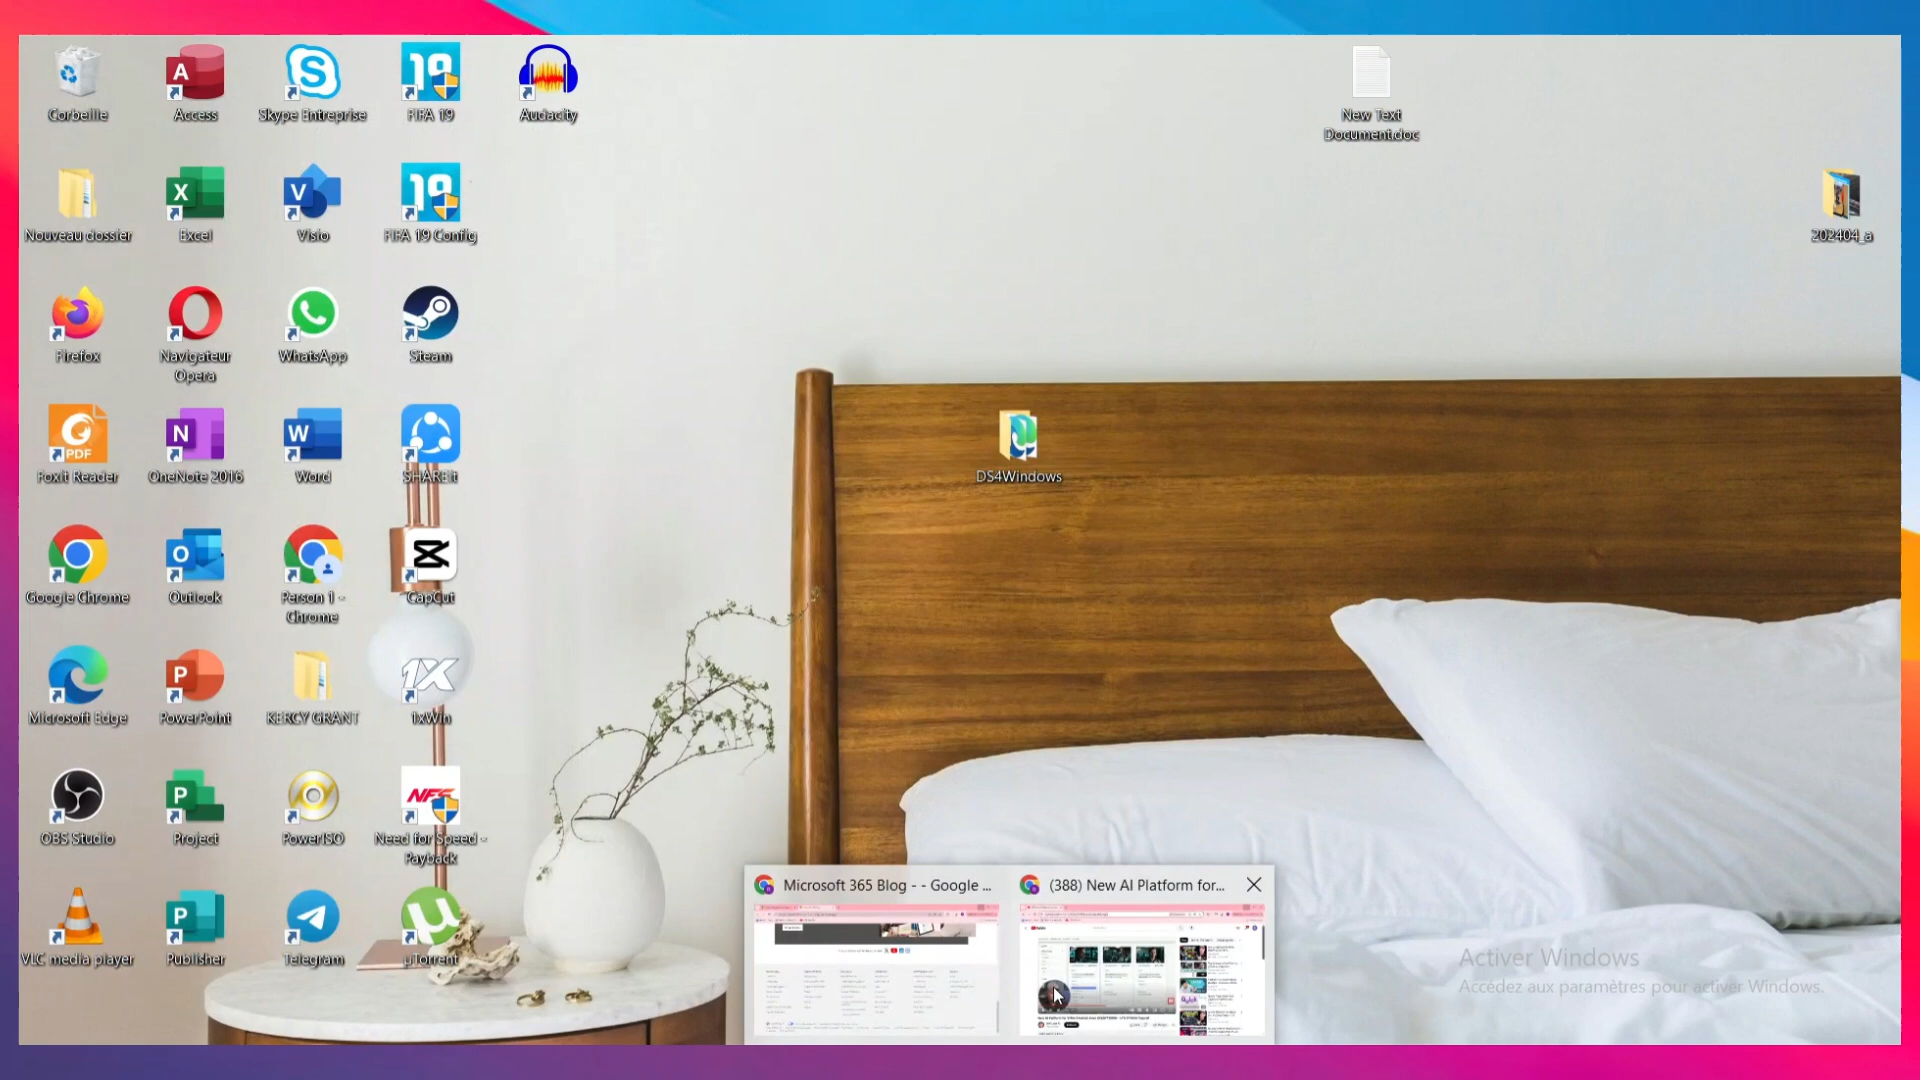 Corbeille
Access
Skype Entreprise
FIFA 19
Audacity
New Text
Document.doc
Nouveau dossier
Excel
Visio
FIFA 19 Config
202404_a
Firefox
Navigateur
Opera
WhatsApp
Steam
Foxit Reader
OneNote 2016
Word
SHAREit
DS4Windows
Google Chrome
Outlook
Person 1 -
Chrome
CapCut
Microsoft Edge
PowerPoint
KERCY GRANT
1xWin
OBS Studio
Project
PowerISO
Need for Speed -
Payback
VLC media player
Publisher
Telegram
µTorrent
Microsoft 365 Blog - - Google ...
(388) New AI Platform for...
Activer Windows
Accédez aux paramètres pour activer Windows.